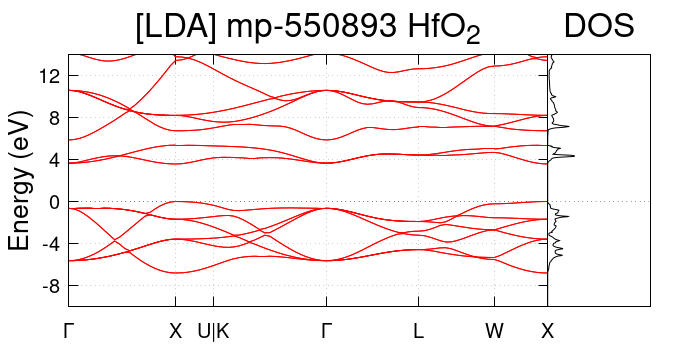 [LDA] mp-550893 HfO₂ DOS
Energy (eV)
12
8
4
0
-4
-8
Γ X U|K Γ L W X